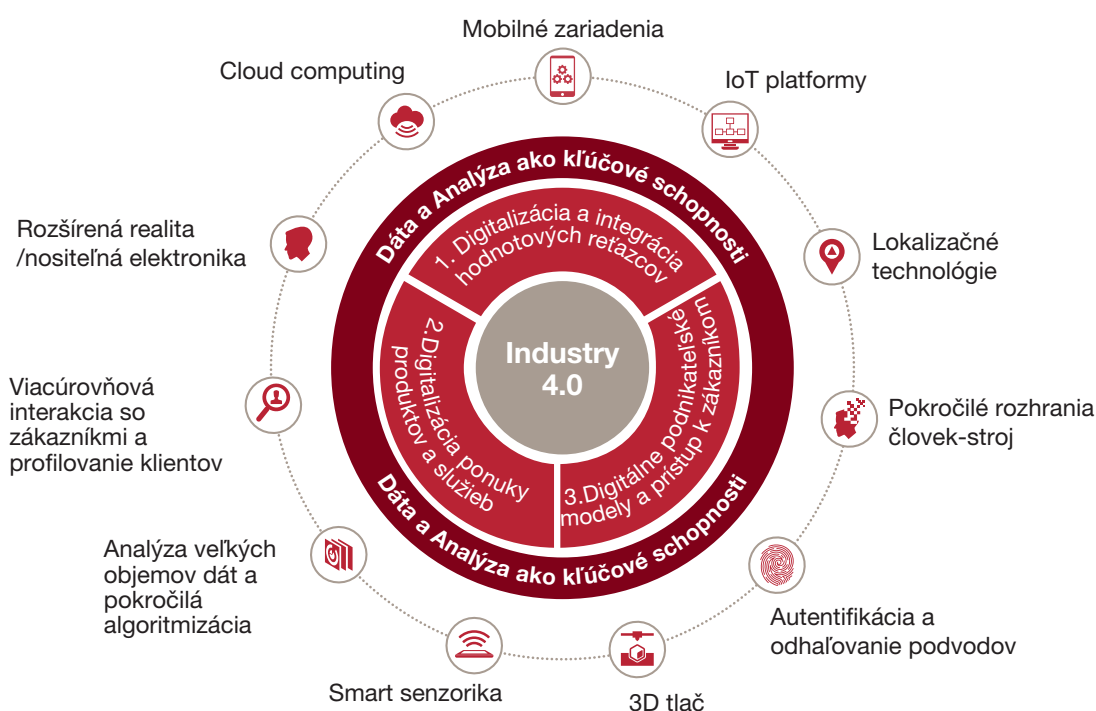 Mobilné zariadenia
Cloud computing
IoT platformy
Rozšírená realita
/nositeľná elektronika
Lokalizačné
technológie
Viacúrovňová
interakcia so
zákazníkmi a
profilovanie klientov
Pokročilé rozhrania
človek-stroj
Analýza veľkých
objemov dát a
pokročilá
algoritmizácia
Autentifikácia a
odhaľovanie podvodov
Smart senzorika
3D tlač
Dáta a Analýza ako kľúčové schopnosti
1. Digitalizácia a integrácia
hodnotových reťazcov
2.Digitalizácia ponuky
produktov a služieb
3.Digitálne podnikateľské
modely a prístup k zákazníkom
Industry
4.0
Dáta a Analýza ako kľúčové schopnosti